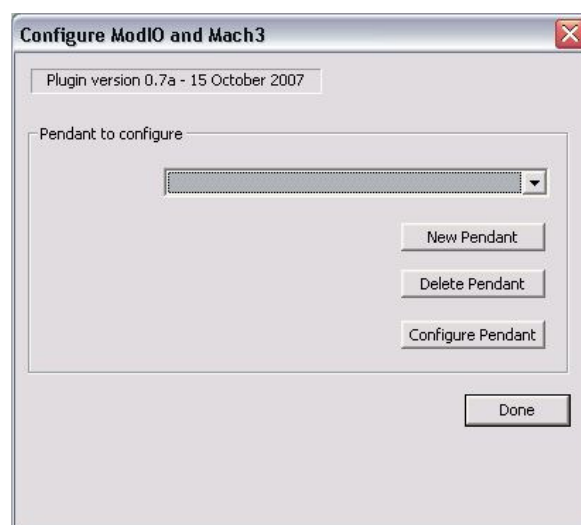 Configure ModIO and Mach3
Plugin version 0.7a - 15 October 2007
Pendant to configure
New Pendant
Delete Pendant
Configure Pendant
Done